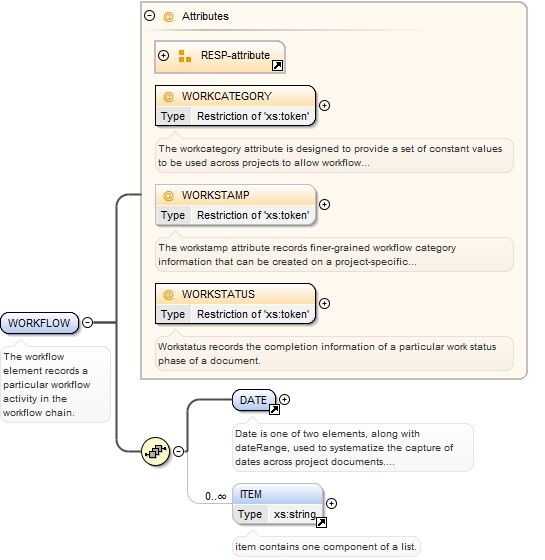 Attributes
RESP-attribute
WORKCATEGORY
Type Restriction of 'xs:token'
The workcategory attribute is designed to provide a set of constant values
to be used across projects to allow workflow...
WORKSTAMP
Type Restriction of 'xs:token'
The workstamp attribute records finer-grained workflow category
information that can be created on a project-specific...
WORKSTATUS
Type Restriction of 'xs:token'
Workstatus records the completion information of a particular work status
phase of a document.
WORKFLOW
The workflow
element records a
particular workflow
activity in the
workflow chain.
DATE
Date is one of two elements, along with
dateRange, used to systematize the capture of
dates across project documents....
0..∞
ITEM
Type xs:string
item contains one component of a list.